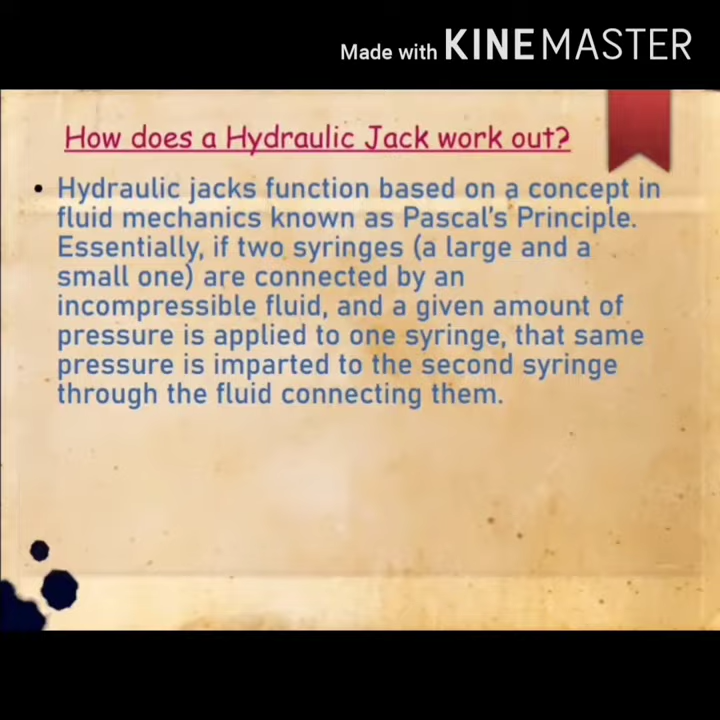 Made with KINEMASTER
How does a Hydraulic Jack work out?
• Hydraulic jacks function based on a concept in
fluid mechanics known as Pascal's Principle.
Essentially, if two syringes (a large and a
small one) are connected by an
incompressible fluid, and a given amount of
pressure is applied to one syringe, that same
pressure is imparted to the second syringe
through the fluid connecting them.